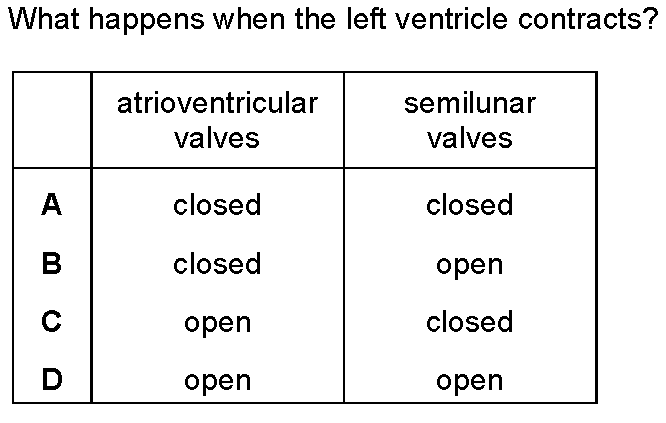 What happens when the left ventricle contracts?
atrioventricular valves semilunar valves
A closed closed
B closed open
C open closed
D open open